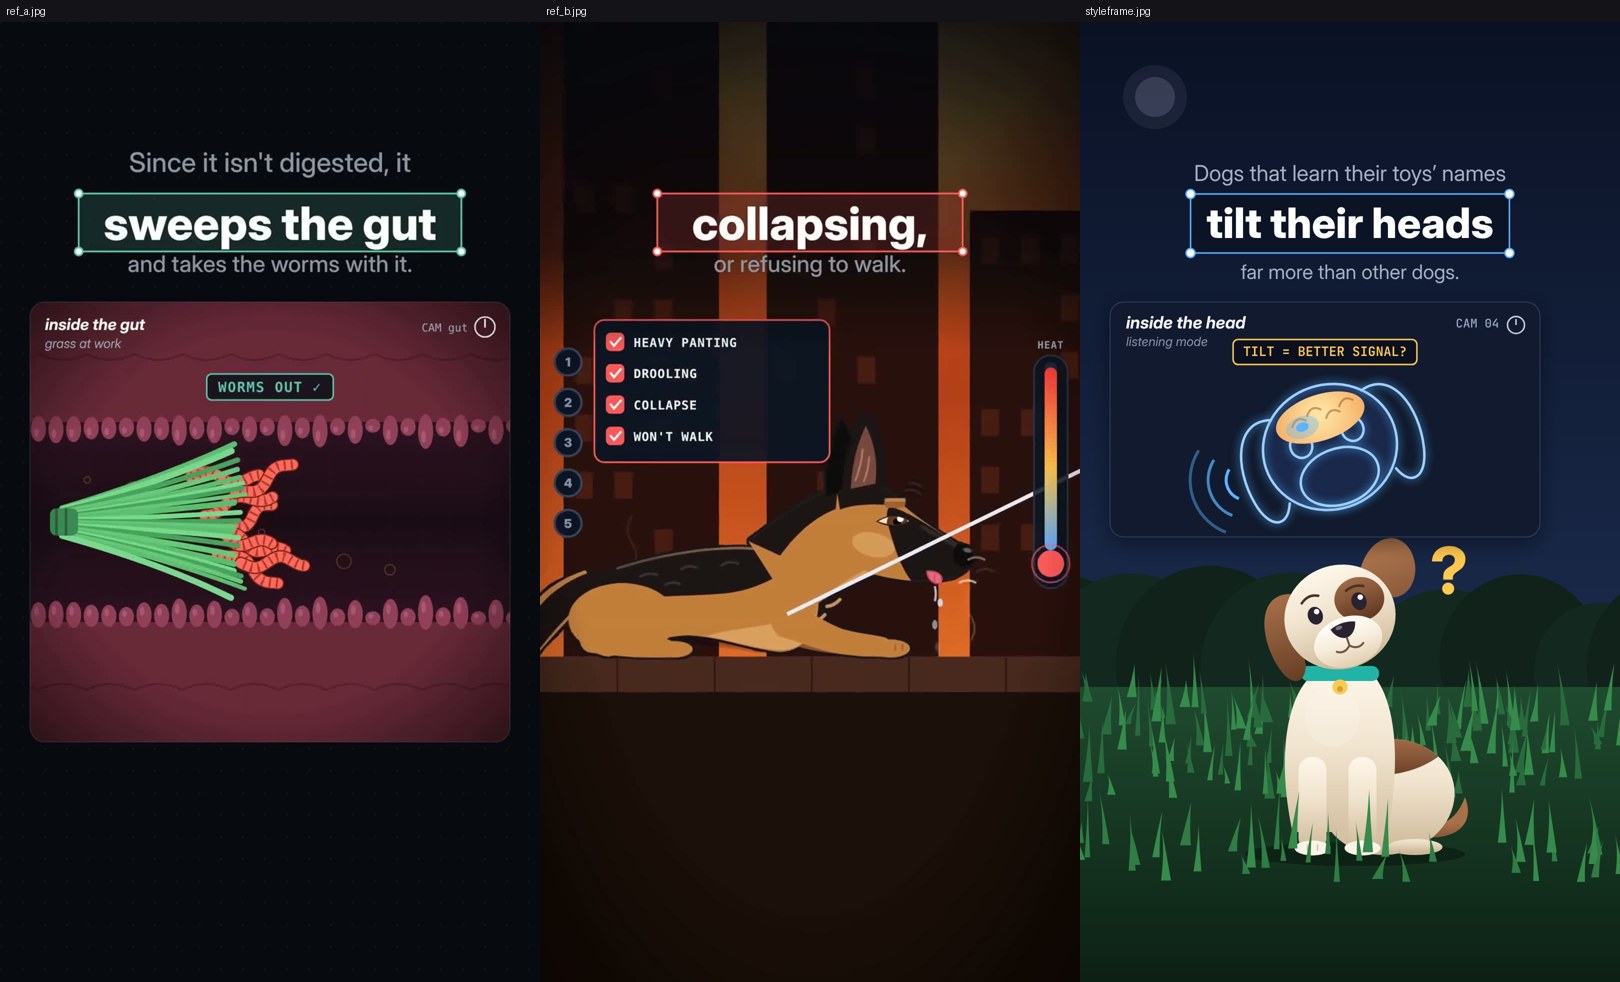 ref_a.jpg
Since it isn't digested, it
sweeps the gut
and takes the worms with it.
inside the gut
grass at work
CAM gut
WORMS OUT ✓
ref_b.jpg
collapsing,
or refusing to walk.
1
2
3
4
5
HEAVY PANTING
DROOLING
COLLAPSE
WON'T WALK
HEAT
styleframe.jpg
Dogs that learn their toys’ names
tilt their heads
far more than other dogs.
inside the head
listening mode
CAM 04
TILT = BETTER SIGNAL?
?